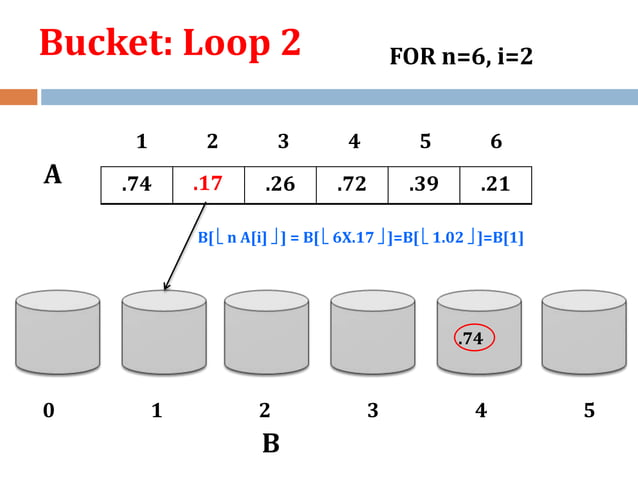 Bucket: Loop 2
FOR n=6, i=2
1 2 3 4 5 6
A
.74 .17 .26 .72 .39 .21
B[⎣ n A[i] ⎦] = B[⎣ 6X.17 ⎦]=B[⎣ 1.02 ⎦]=B[1]
.74
0 1 2 3 4 5
B